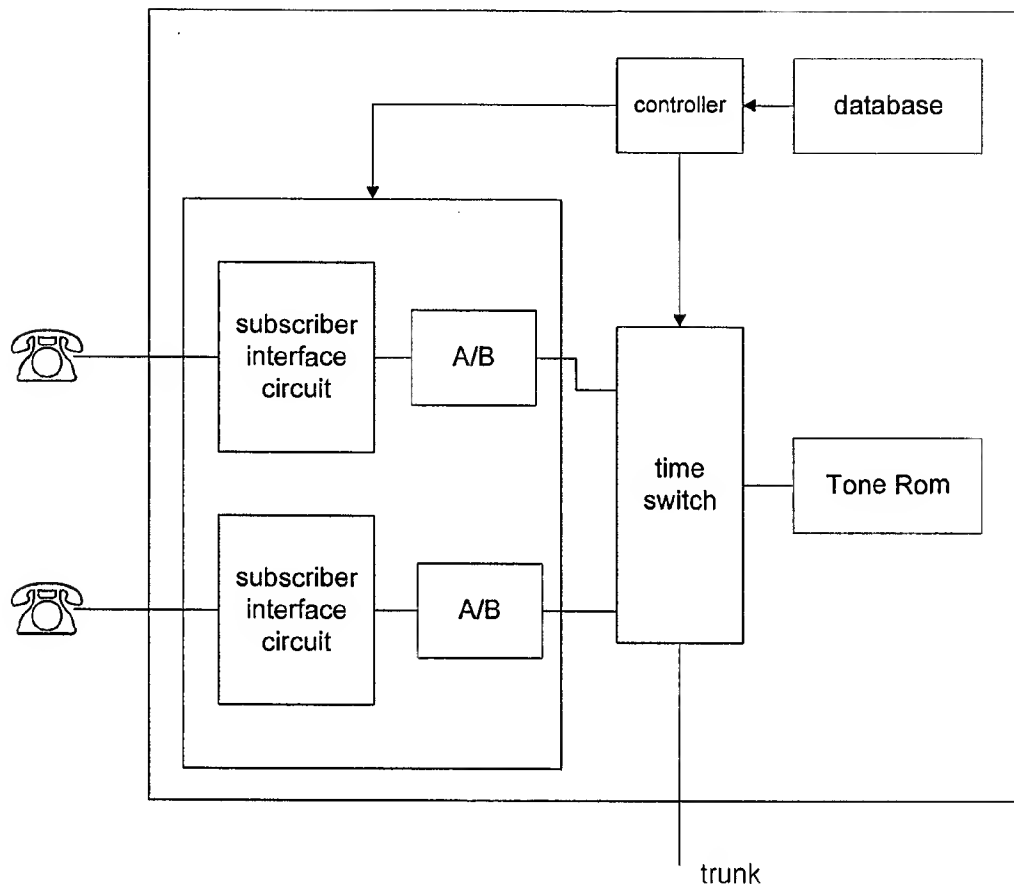 controller
database
subscriber
interface
circuit
A/B
time
switch
Tone Rom
subscriber
interface
circuit
A/B
trunk